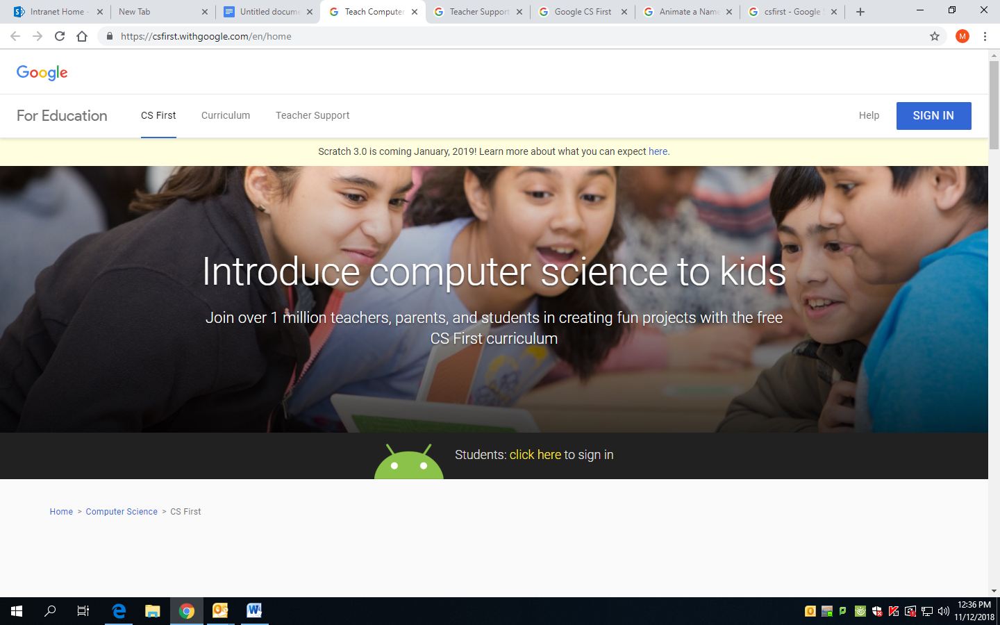 Intranet Home -
New Tab
Untitled docume
Teach Computer
Teacher Support
Google CS First
Animate a Name
csfirst - Google
https://csfirst.withgoogle.com/en/home
M
Google
For Education
CS First
Curriculum
Teacher Support
Help
SIGN IN
Scratch 3.0 is coming January, 2019! Learn more about what you can expect here.
Introduce computer science to kids
Join over 1 million teachers, parents, and students in creating fun projects with the free
CS First curriculum
Students: click here to sign in
Home > Computer Science > CS First
12:36 PM
11/12/2018